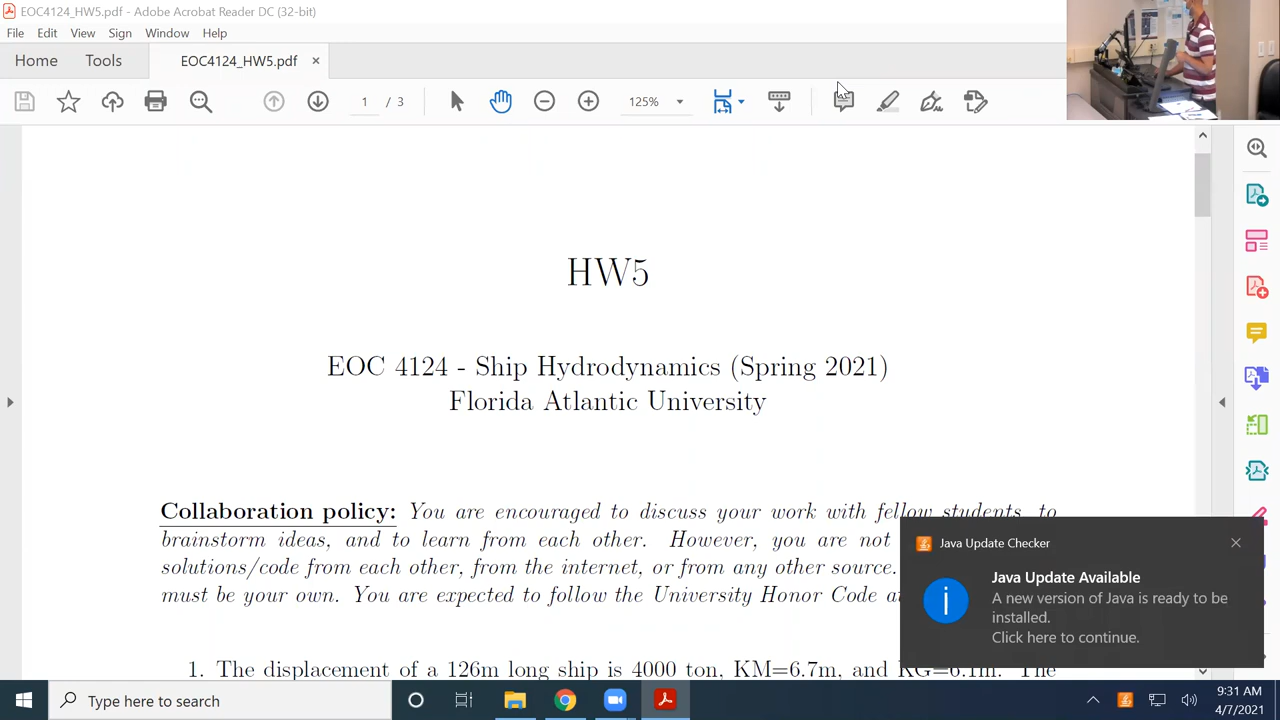 EOC4124_HW5.pdf - Adobe Acrobat Reader DC (32-bit)
File Edit View Sign Window Help
Home Tools EOC4124_HW5.pdf ×
1 / 3 125%
HW5
EOC 4124 - Ship Hydrodynamics (Spring 2021)
Florida Atlantic University
Collaboration policy: You are encouraged to discuss your work with fellow students, to
brainstorm ideas, and to learn from each other. However, you are not
solutions/code from each other, from the internet, or from any other source.
must be your own. You are expected to follow the University Honor Code
1. The displacement of a 126m long ship is 4000 ton, KM=6.7m, and KG=6.1m. The
Java Update Checker
Java Update Available
A new version of Java is ready to be
installed.
Click here to continue.
Type here to search
9:31 AM
4/7/2021